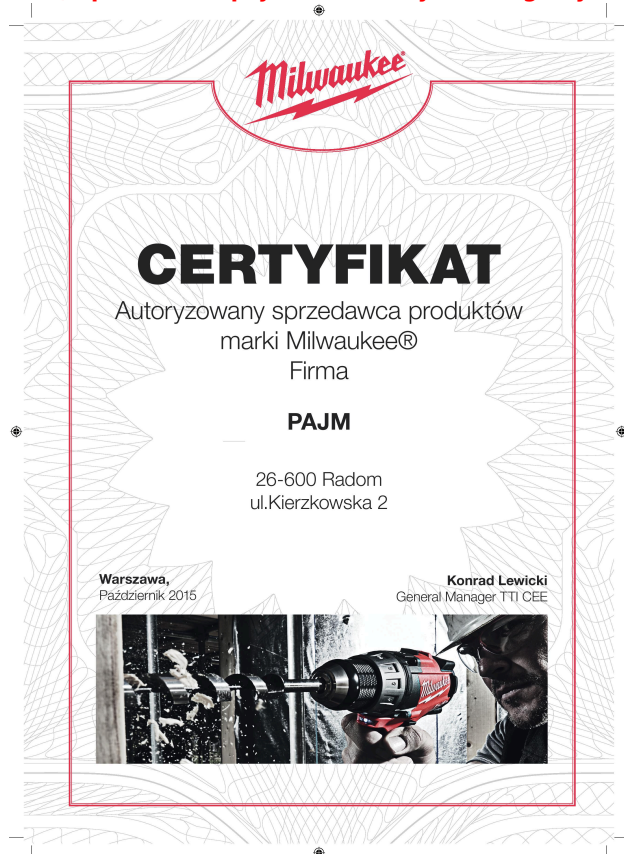 Milwaukee®
CERTYFIKAT
Autoryzowany sprzedawca produktów
marki Milwaukee®
Firma
PAJM
26-600 Radom
ul.Kierzkowska 2
Warszawa,
Październik 2015
Konrad Lewicki
General Manager TTI CEE
Milwaukee